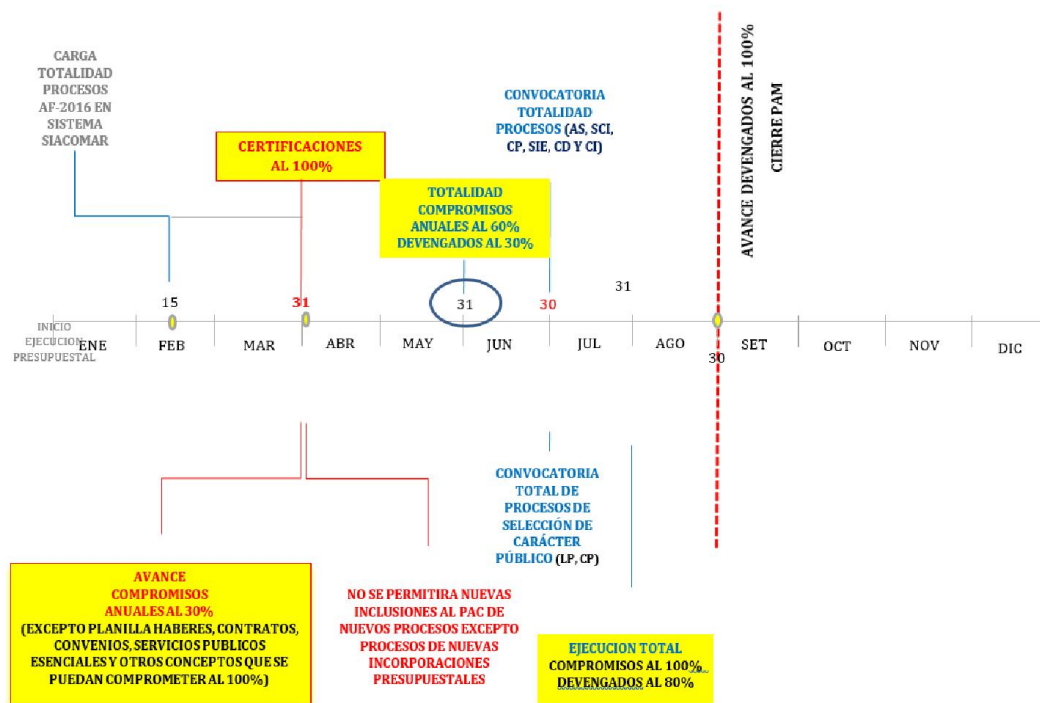 CARGA
TOTALIDAD
PROCESOS
AF-2016 EN
SISTEMA
SIACOMAR
CERTIFICACIONES
AL 100%
CONVOCATORIA
TOTALIDAD
PROCESOS (AS, SCI,
CP, SIE, CD Y CI)
TOTALIDAD
COMPROMISOS
ANUALES AL 60%
DEVENGADOS AL 30%
AVANCE DEVENGADOS AL 100%
CIERRE PAM
15
31
31
30
31
INICIO
EJECUCION
PRESUPUESTAL
ENE
FEB
MAR
ABR
MAY
JUN
JUL
AGO
30
SET
OCT
NOV
DIC
CONVOCATORIA
TOTAL DE
PROCESOS DE
SELECCIÓN DE
CARÁCTER
PÚBLICO (LP, CP)
AVANCE
COMPROMISOS
ANUALES AL 30%
(EXCEPTO PLANILLA HABERES, CONTRATOS,
CONVENIOS, SERVICIOS PUBLICOS
ESENCIALES Y OTROS CONCEPTOS QUE SE
PUEDAN COMPROMETER AL 100%)
NO SE PERMITIRA NUEVAS
INCLUSIONES AL PAC DE
NUEVOS PROCESOS EXCEPTO
PROCESOS DE NUEVAS
INCORPORACIONES
PRESUPUESTALES
EJECUCION TOTAL
COMPROMISOS AL 100%
DEVENGADOS AL 80%